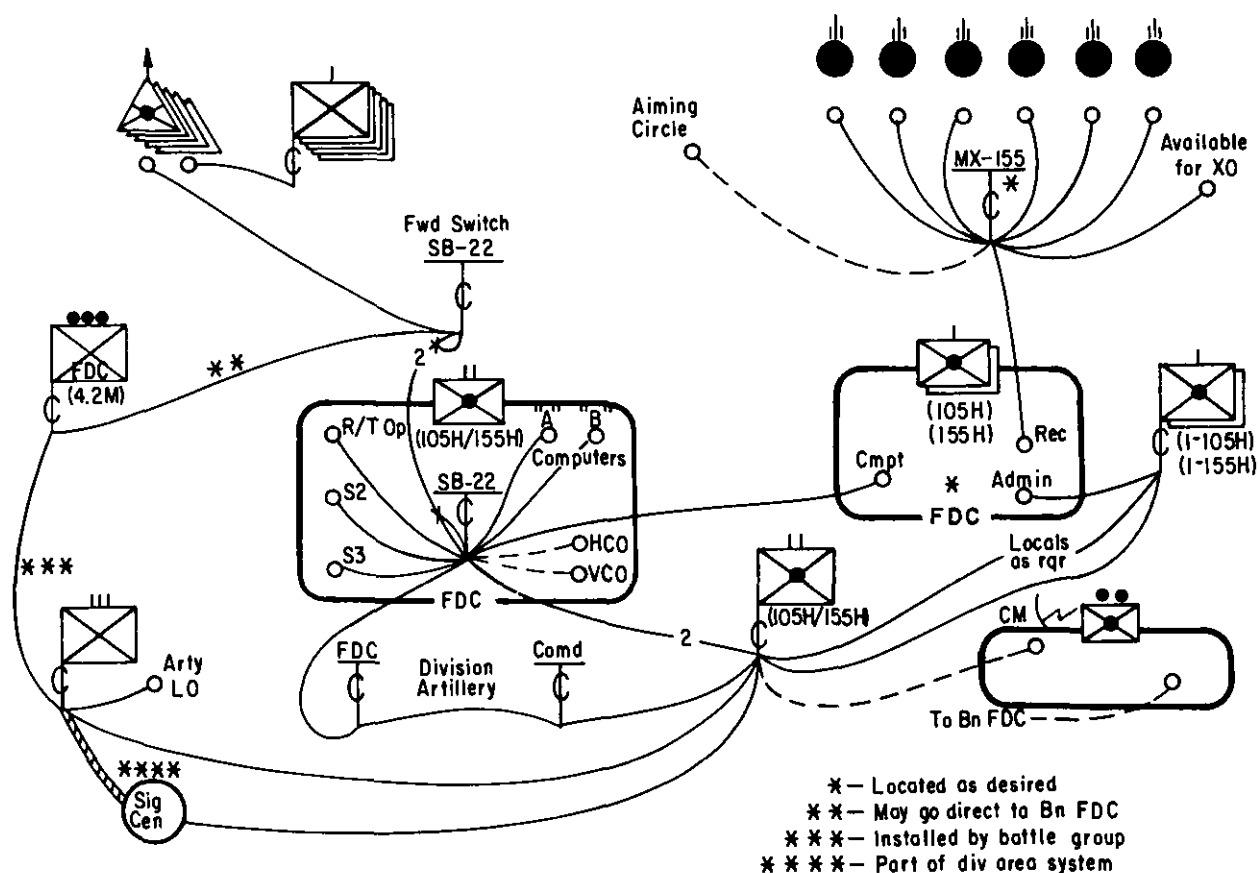 Aiming
Circle
MX-155
*
Available
for XO
Fwd Switch
SB-22
FDC
(4.2M)
**
2
*
(105H/155H)
R/T Op
"A"
"B"
Computers
S2
SB-22
S3
HCO
VCO
FDC
(105H)
(155H)
Rec
Cmpt
Admin
*
FDC
(1-105H)
(1-155H)
Locals
as rqr
***
(105H/155H)
CM
2
Arty
LO
FDC
Division
Artillery
Comd
To Bn FDC
****
Sig
Cen
*— Located as desired
**— May go direct to Bn FDC
***— Installed by battle group
****— Part of div area system